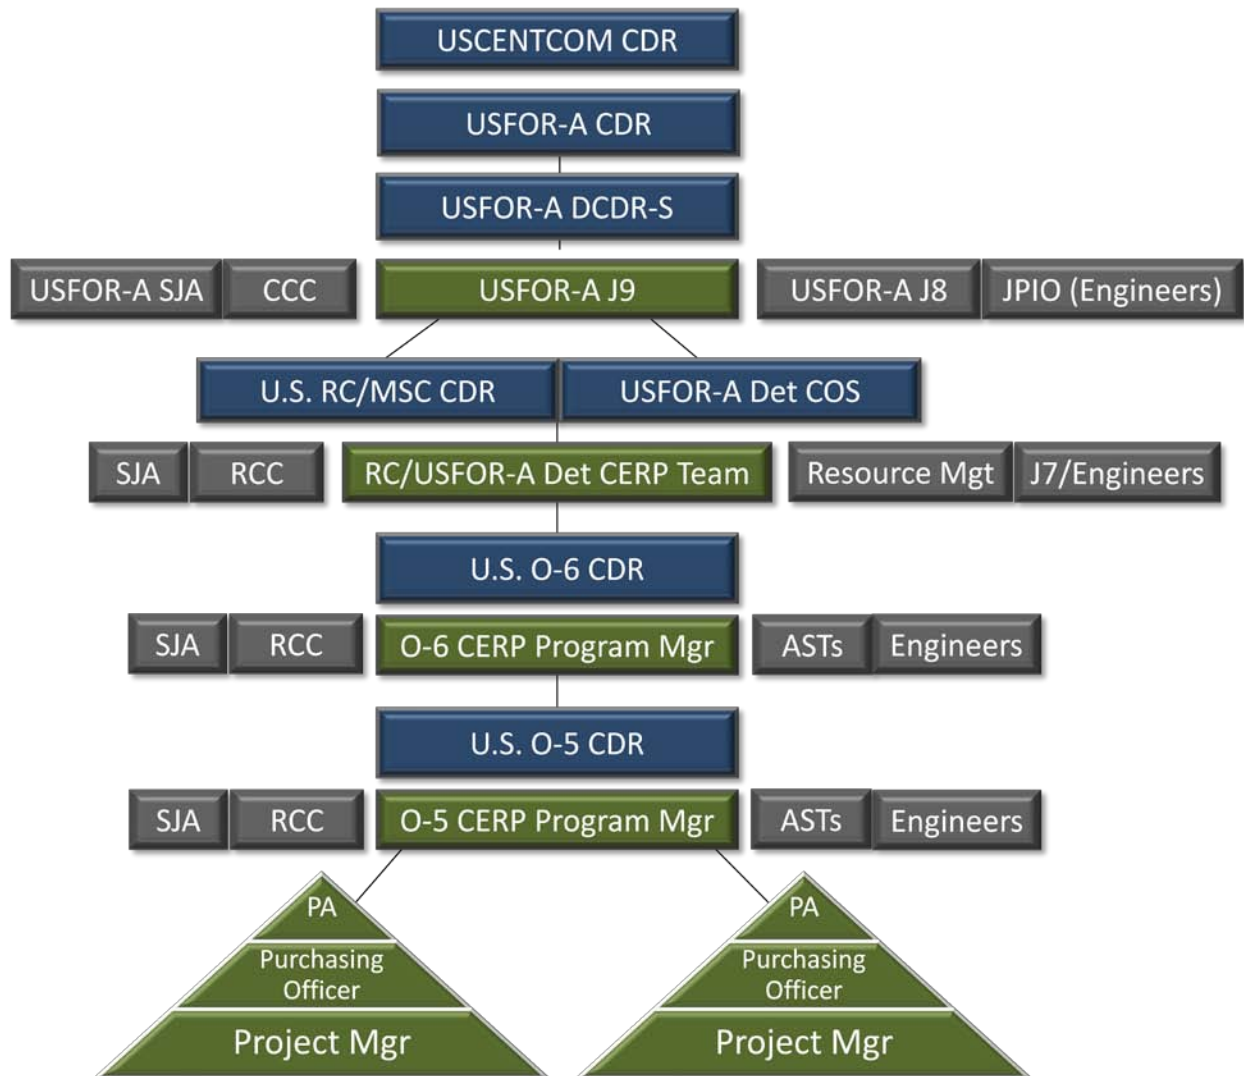 USCENTCOM CDR
USFOR-A CDR
USFOR-A DCDR-S
USFOR-A SJA CCC USFOR-A J9 USFOR-A J8 JPIO (Engineers)
U.S. RC/MSC CDR USFOR-A Det COS
SJA RCC RC/USFOR-A Det CERP Team Resource Mgt J7/Engineers
U.S. O-6 CDR
SJA RCC O-6 CERP Program Mgr ASTs Engineers
U.S. O-5 CDR
SJA RCC O-5 CERP Program Mgr ASTs Engineers
PA
Purchasing
Officer
Project Mgr
PA
Purchasing
Officer
Project Mgr